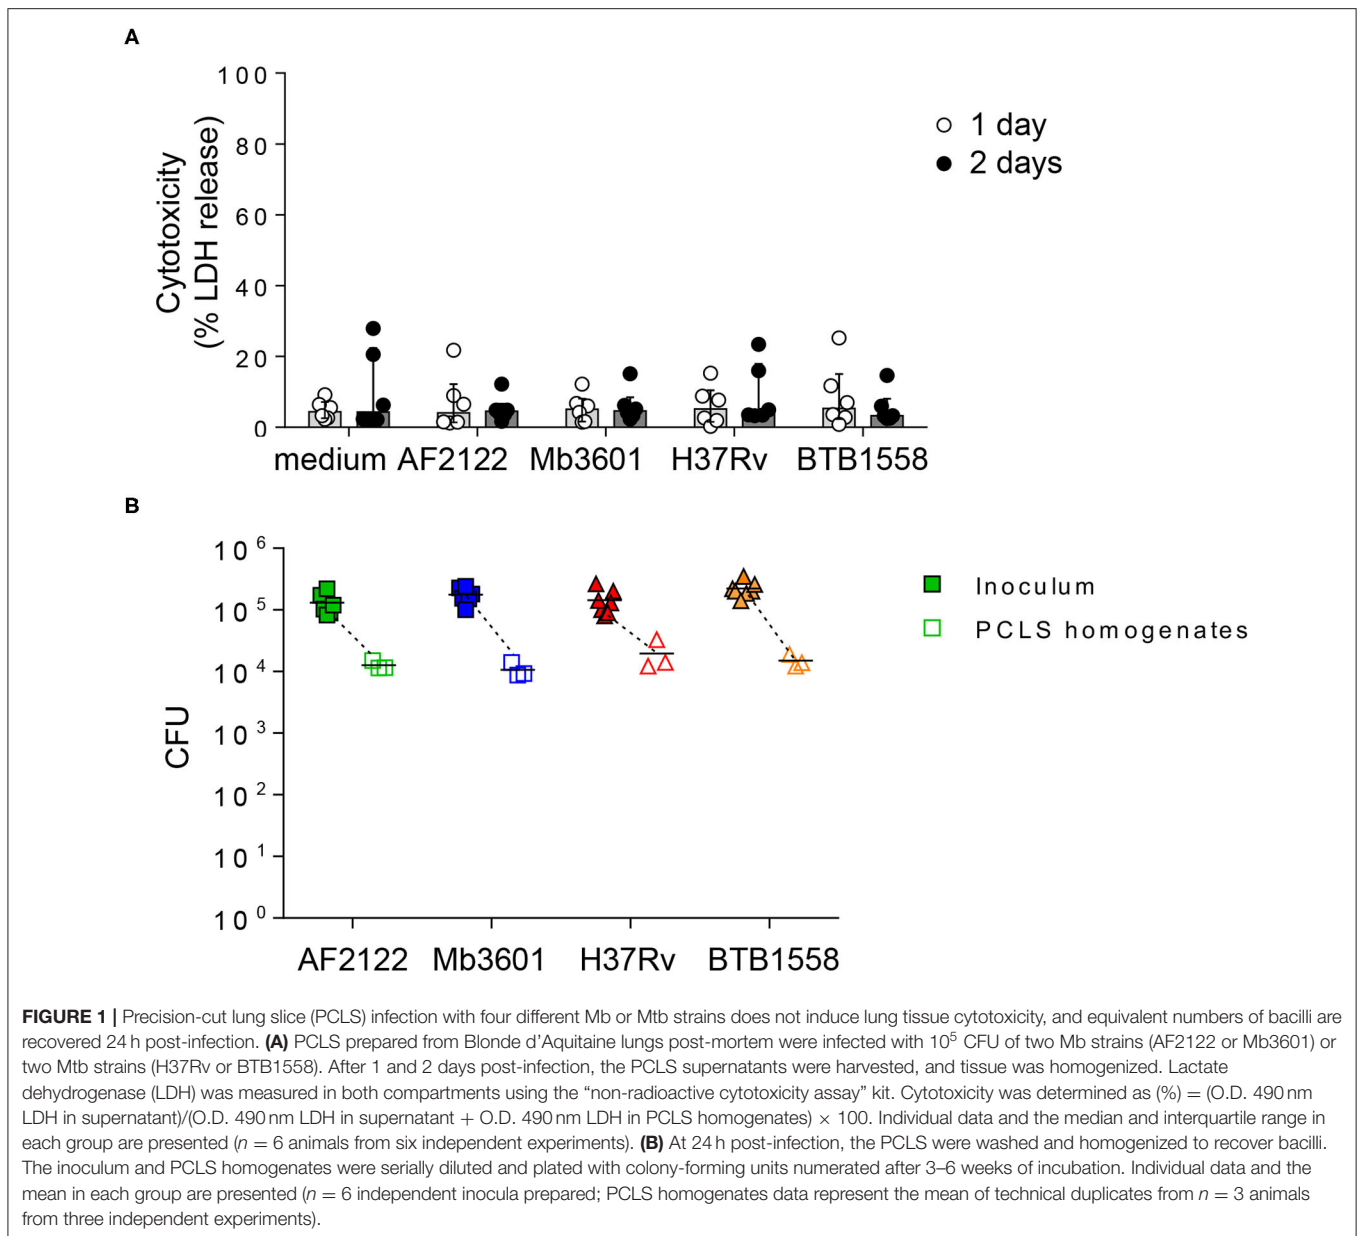 A
100
80
60
40
20
0
Cytotoxicity
(% LDH release)
1 day
2 days
medium AF2122 Mb3601 H37Rv BTB1558
B
10^6
10^5
10^4
10^3
10^2
10^1
10^0
CFU
Inoculum
PCLS homogenates
AF2122 Mb3601 H37Rv BTB1558
FIGURE 1 | Precision-cut lung slice (PCLS) infection with four different Mb or Mtb strains does not induce lung tissue cytotoxicity, and equivalent numbers of bacilli are
recovered 24 h post-infection. (A) PCLS prepared from Blonde d'Aquitaine lungs post-mortem were infected with 10^5 CFU of two Mb strains (AF2122 or Mb3601) or
two Mtb strains (H37Rv or BTB1558). After 1 and 2 days post-infection, the PCLS supernatants were harvested, and tissue was homogenized. Lactate
dehydrogenase (LDH) was measured in both compartments using the “non-radioactive cytotoxicity assay” kit. Cytotoxicity was determined as (%) = (O.D. 490 nm
LDH in supernatant)/(O.D. 490 nm LDH in supernatant + O.D. 490 nm LDH in PCLS homogenates) × 100. Individual data and the median and interquartile range in
each group are presented (n = 6 animals from six independent experiments). (B) At 24 h post-infection, the PCLS were washed and homogenized to recover bacilli.
The inoculum and PCLS homogenates were serially diluted and plated with colony-forming units numerated after 3–6 weeks of incubation. Individual data and the
mean in each group are presented (n = 6 independent inocula prepared; PCLS homogenates data represent the mean of technical duplicates from n = 3 animals
from three independent experiments).